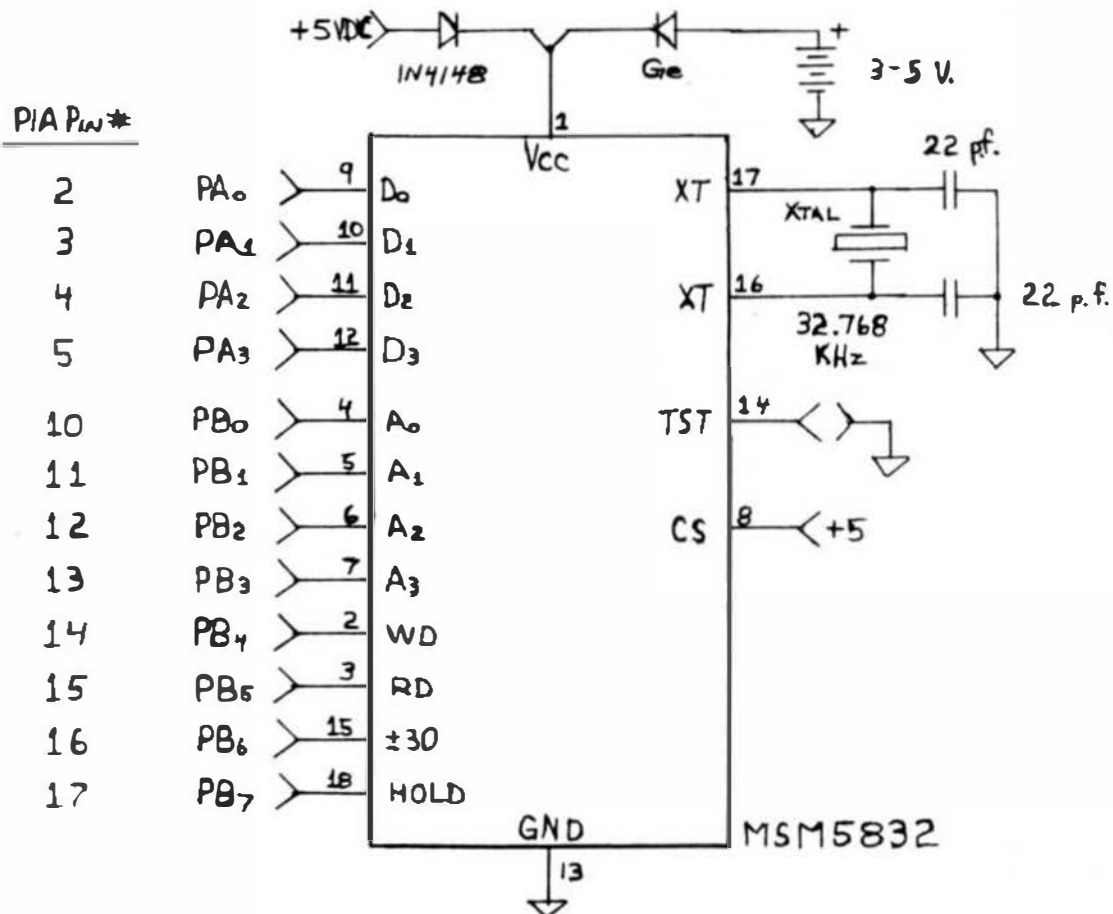 +5VDC
1N4148
Ge
+
3-5 V.
PIA PIN #
1
VCC
22 p.f.
2 PA0 9 D0
XT 17
XTAL
3 PA1 10 D1
4 PA2 11 D2
XT 16
22 p.f.
32.768
KHz
5 PA3 12 D3
10 PB0 4 A0
TST 14
11 PB1 5 A1
12 PB2 6 A2
CS 8 +5
13 PB3 7 A3
14 PB4 2 WD
15 PB5 3 RD
16 PB6 15 ±30
17 PB7 18 HOLD
GND
MSM5832
13